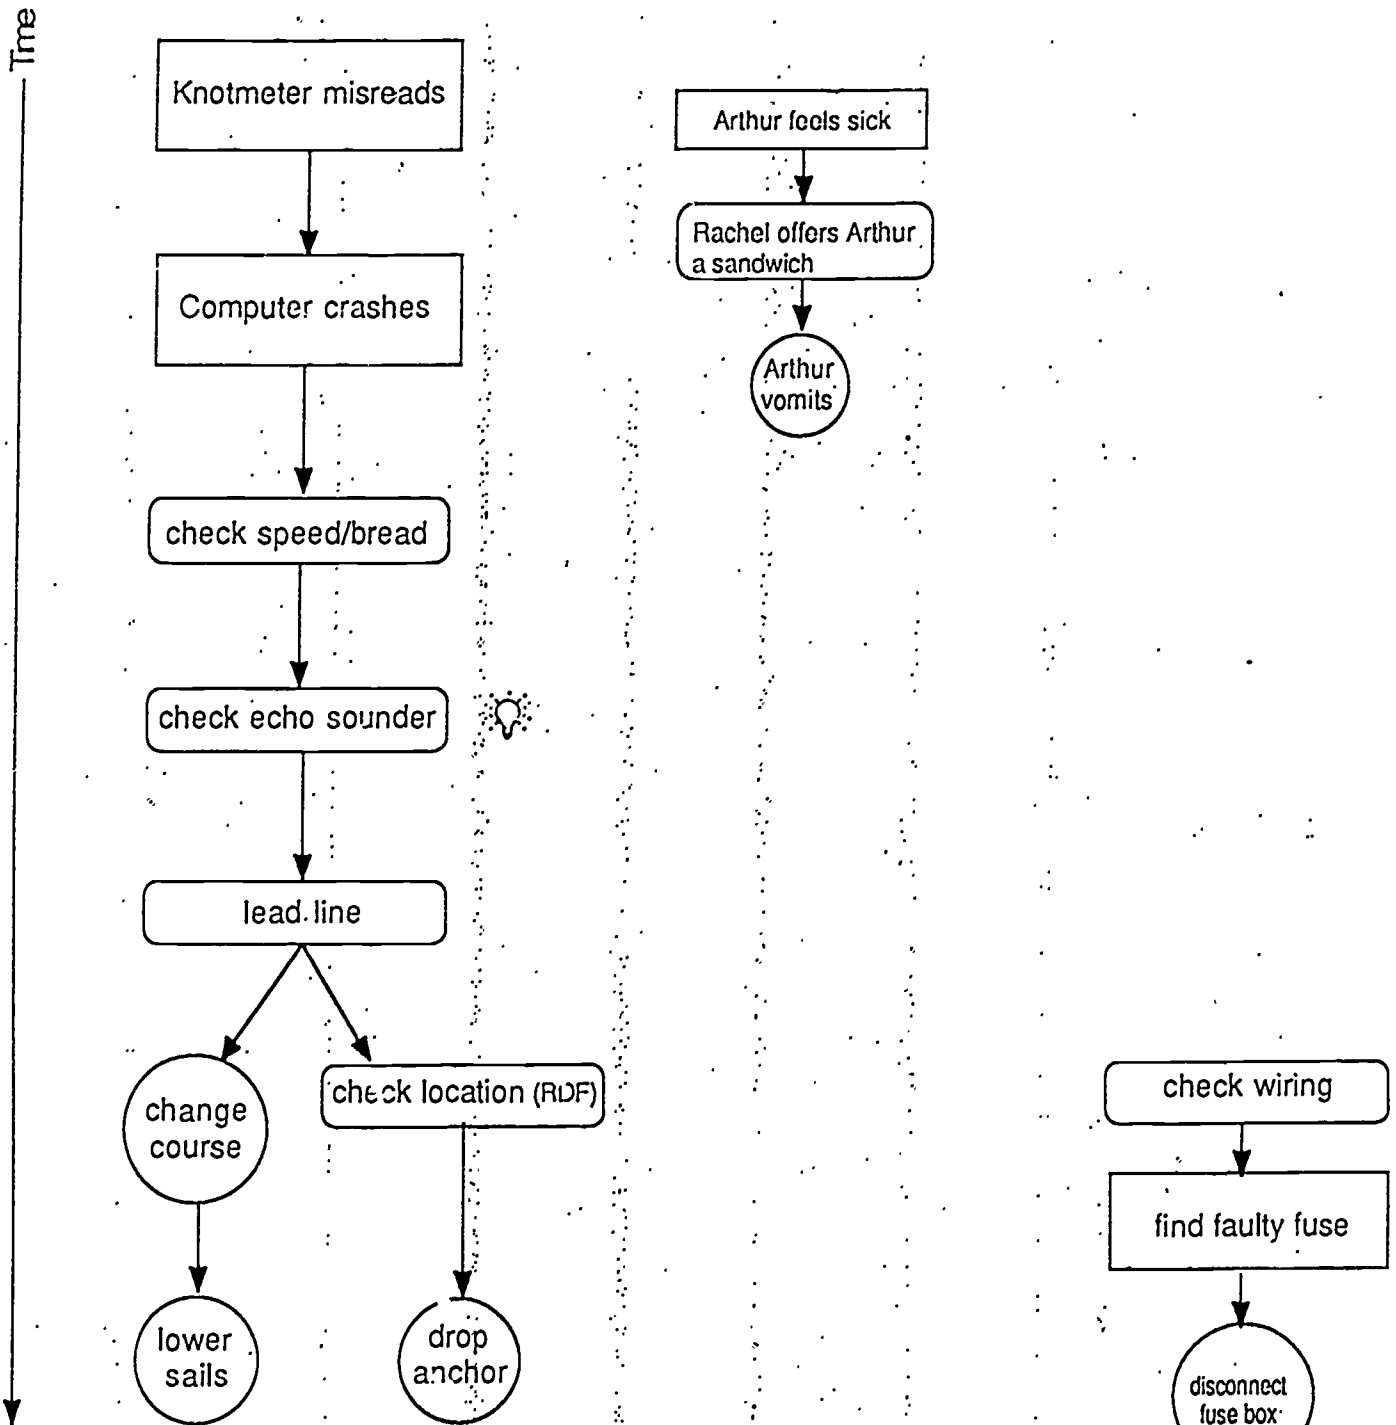 Time
Knotmeter misreads
Computer crashes
check speed/bread
check echo sounder
lead line
change
course
lower
sails
check location (RDF)
drop
anchor
Arthur feels sick
Rachel offers Arthur
a sandwich
Arthur
vomits
check wiring
find faulty fuse
disconnect
fuse box